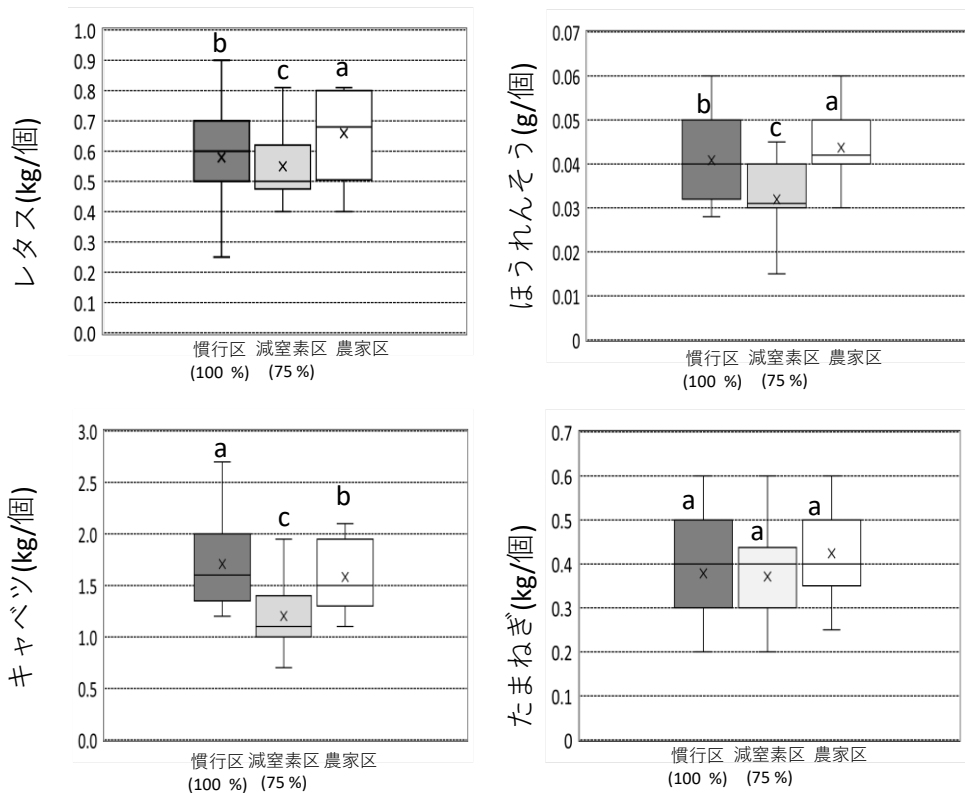 レタス(kg/個)
1.0
0.9
0.8
0.7
0.6
0.5
0.4
0.3
0.2
0.1
0.0
b
c
a
慣行区 減窒素区 農家区
(100 %) (75 %)
ほうれんそう(g/個)
0.07
0.06
0.05
0.04
0.03
0.02
0.01
0
b
c
a
慣行区 減窒素区 農家区
(100 %) (75 %)
キャベツ(kg/個)
3.0
2.5
2.0
1.5
1.0
0.5
0.0
a
c
b
慣行区 減窒素区 農家区
(100 %) (75 %)
たまねぎ(kg/個)
0.7
0.6
0.5
0.4
0.3
0.2
0.1
0
a
a
a
慣行区 減窒素区 農家区
(100 %) (75 %)